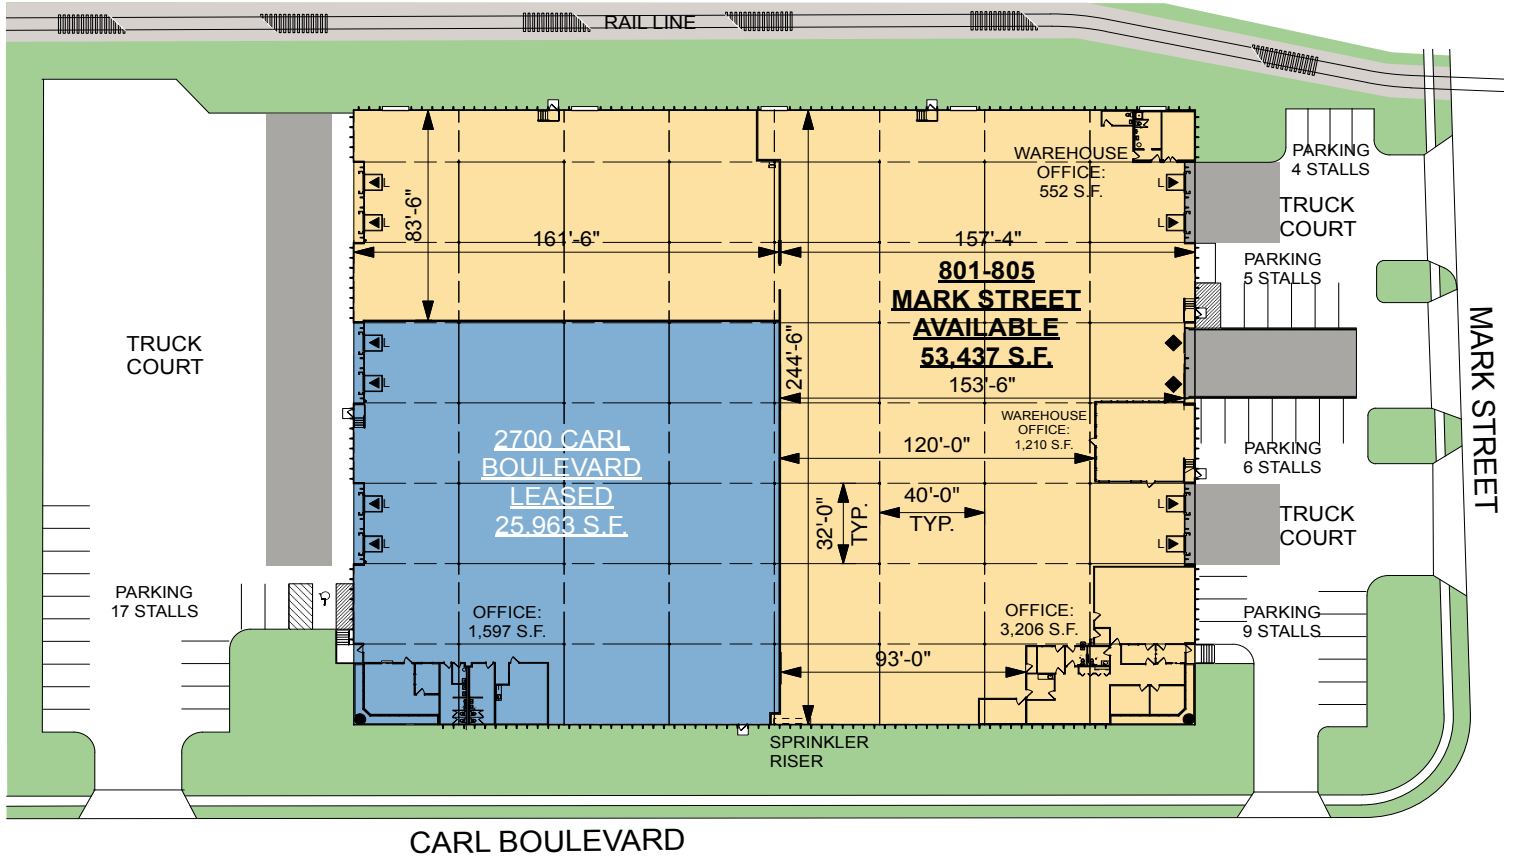 RAIL LINE
PARKING
4 STALLS
WAREHOUSE
OFFICE:
552 S.F.
TRUCK
COURT
83'-6"
161'-6"
157'-4"
PARKING
5 STALLS
801-805
MARK STREET
AVAILABLE
53,437 S.F.
153'-6"
244'-6"
TRUCK
COURT
MARK STREET
WAREHOUSE
OFFICE:
1,210 S.F.
2700 CARL
BOULEVARD
LEASED
25,963 S.F.
120'-0"
PARKING
6 STALLS
40'-0"
TYP.
32'-0"
TYP.
TRUCK
COURT
PARKING
17 STALLS
OFFICE:
1,597 S.F.
OFFICE:
3,206 S.F.
PARKING
9 STALLS
93'-0"
SPRINKLER
RISER
CARL BOULEVARD
L
L
L
L
L
L
L
L
L
L